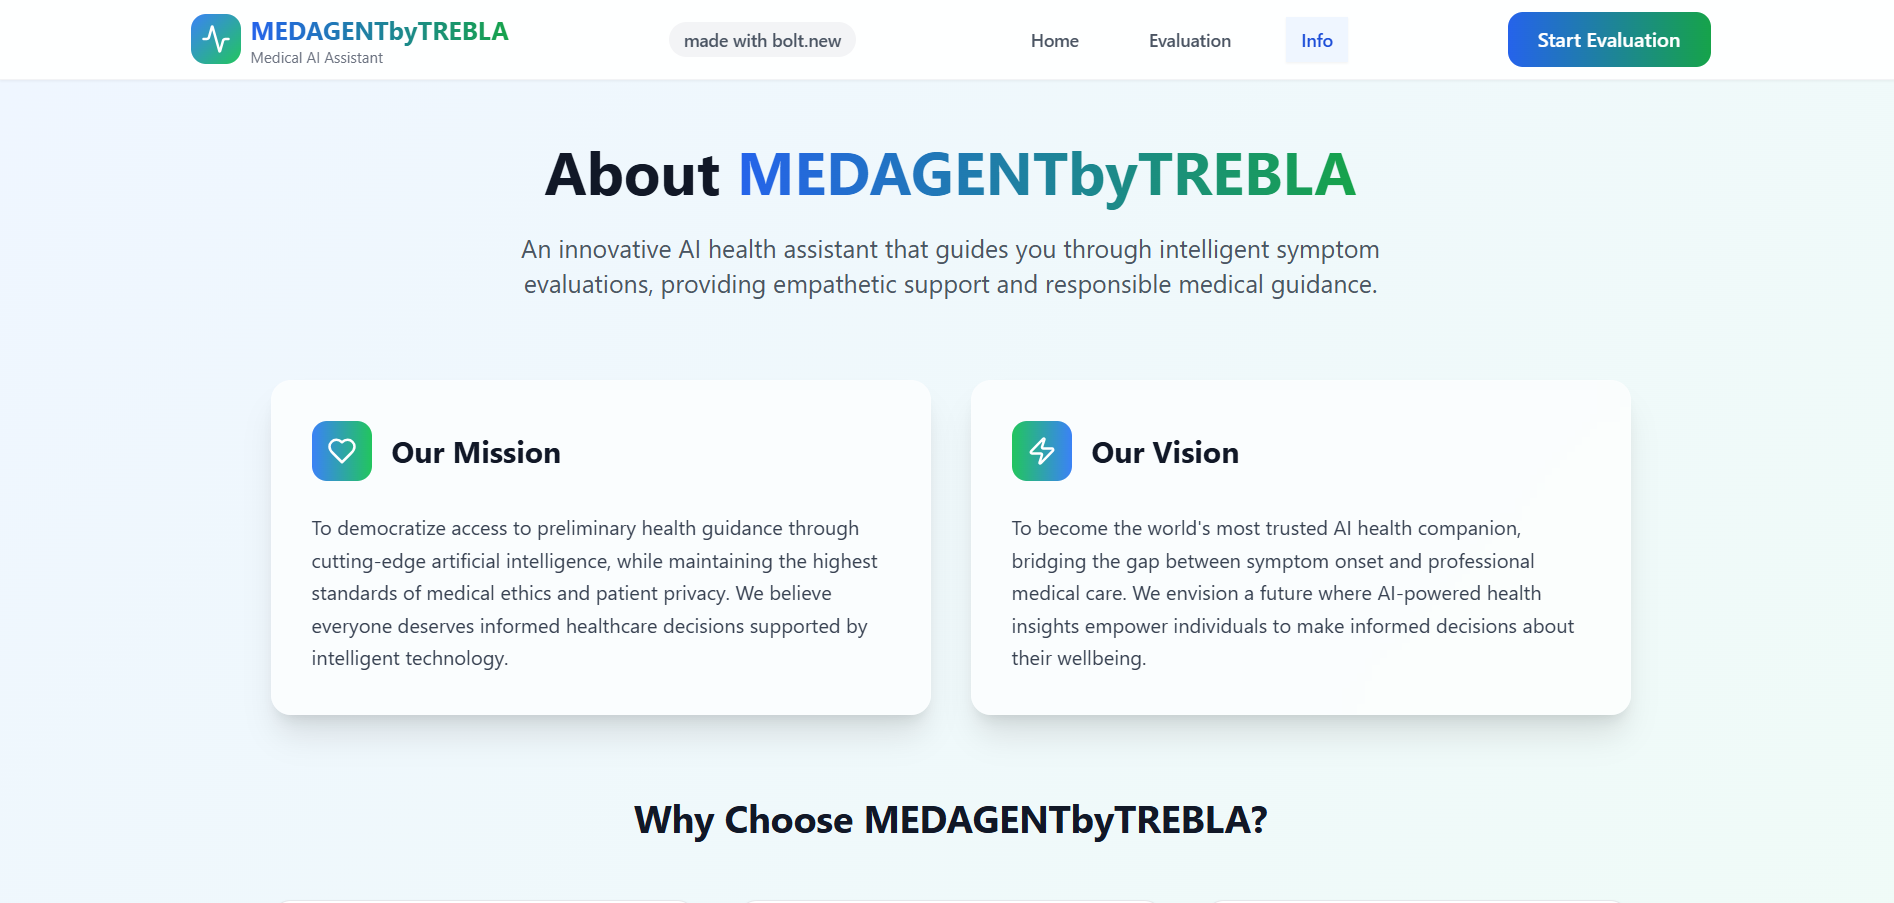 MEDAGENTbyTREBLA
Medical AI Assistant
made with bolt.new
Home
Evaluation
Info
Start Evaluation
About MEDAGENTbyTREBLA
An innovative AI health assistant that guides you through intelligent symptom
evaluations, providing empathetic support and responsible medical guidance.
Our Mission
To democratize access to preliminary health guidance through
cutting-edge artificial intelligence, while maintaining the highest
standards of medical ethics and patient privacy. We believe
everyone deserves informed healthcare decisions supported by
intelligent technology.
Our Vision
To become the world's most trusted AI health companion,
bridging the gap between symptom onset and professional
medical care. We envision a future where AI-powered health
insights empower individuals to make informed decisions about
their wellbeing.
Why Choose MEDAGENTbyTREBLA?